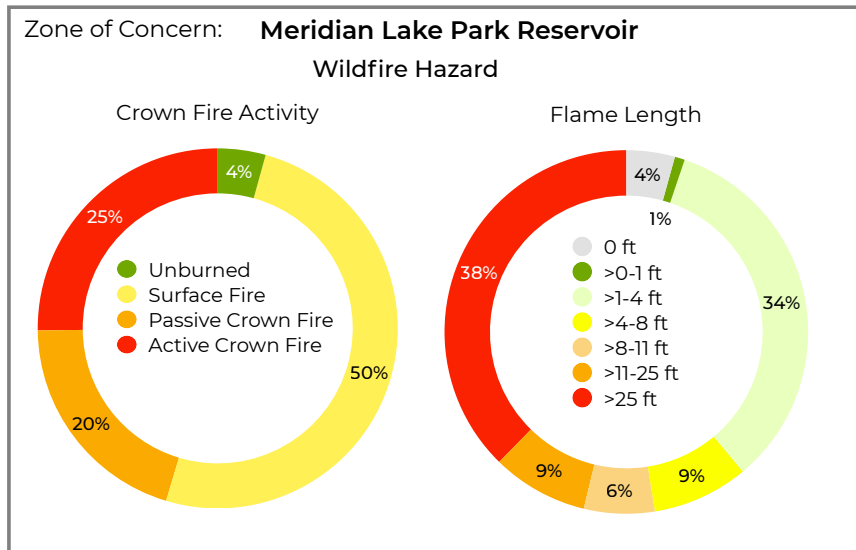 Zone of Concern: Meridian Lake Park Reservoir
Wildfire Hazard
Crown Fire Activity
4%
25%
50%
20%
Unburned
Surface Fire
Passive Crown Fire
Active Crown Fire
Flame Length
4%
1%
38%
34%
9%
6%
9%
0 ft
>0-1 ft
>1-4 ft
>4-8 ft
>8-11 ft
>11-25 ft
>25 ft